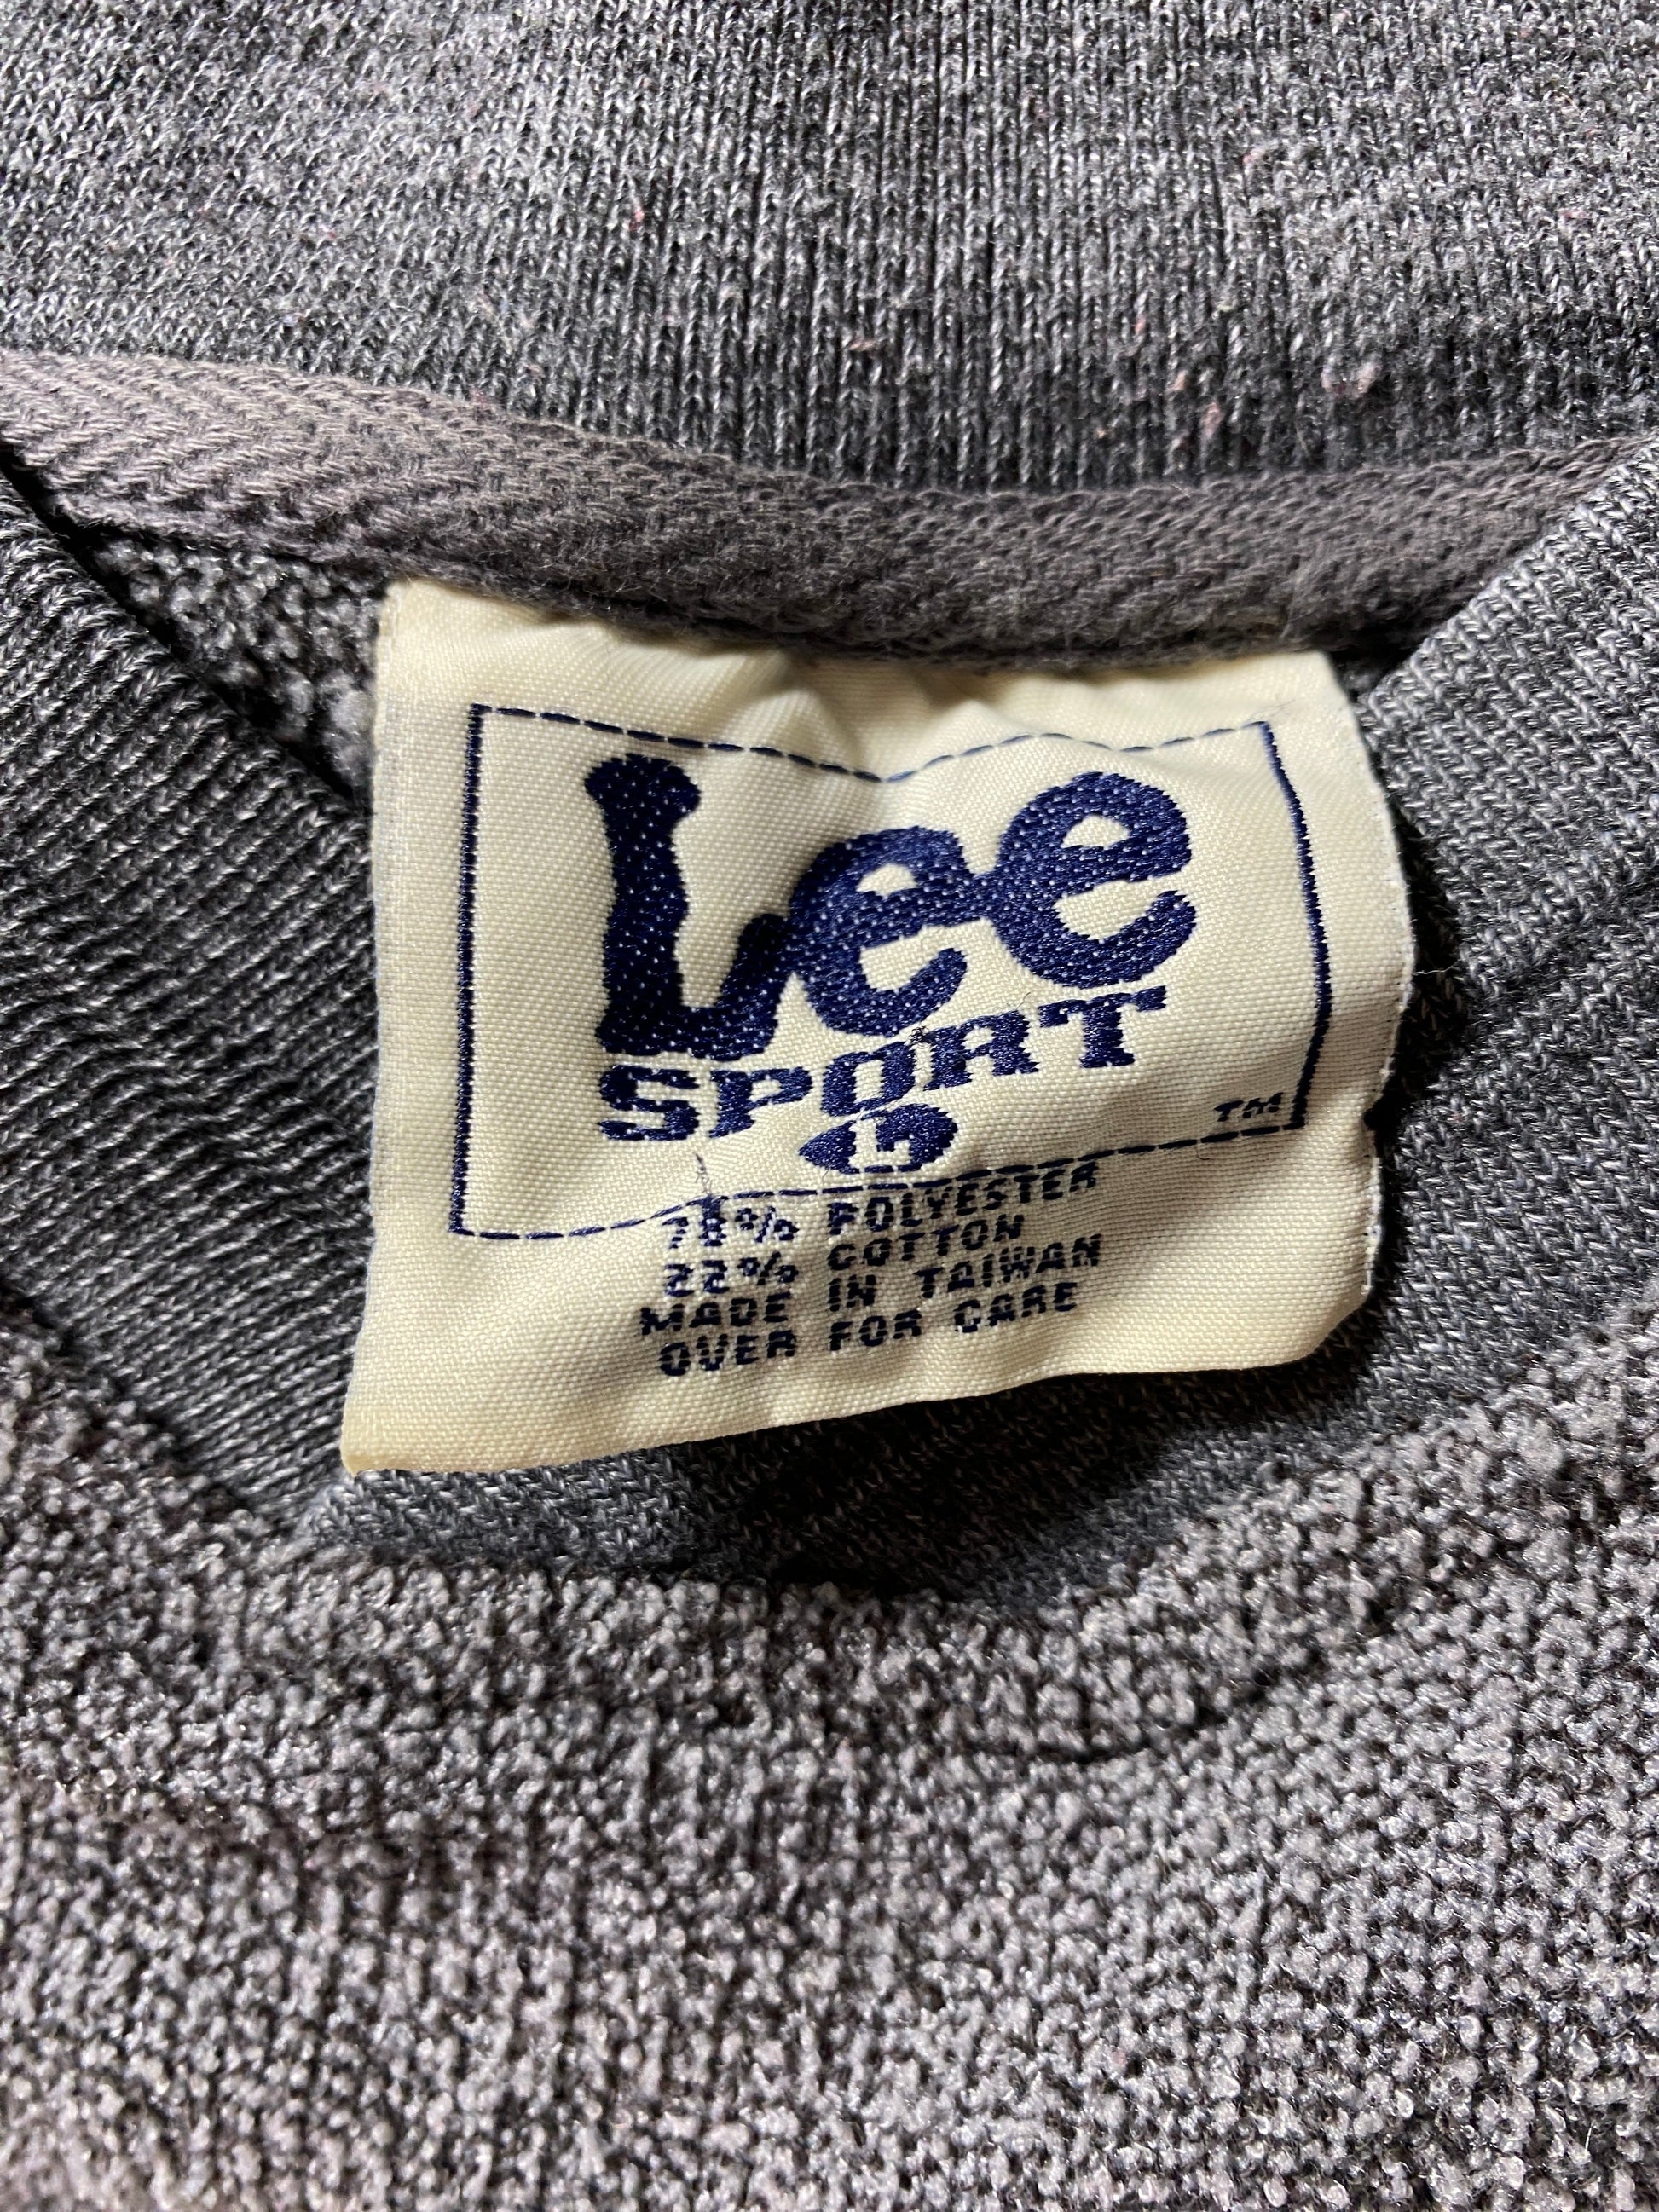 Lee
SPORT
TM
L
78% POLYESTER
22% COTTON
MADE IN TAIWAN
OVER FOR CARE